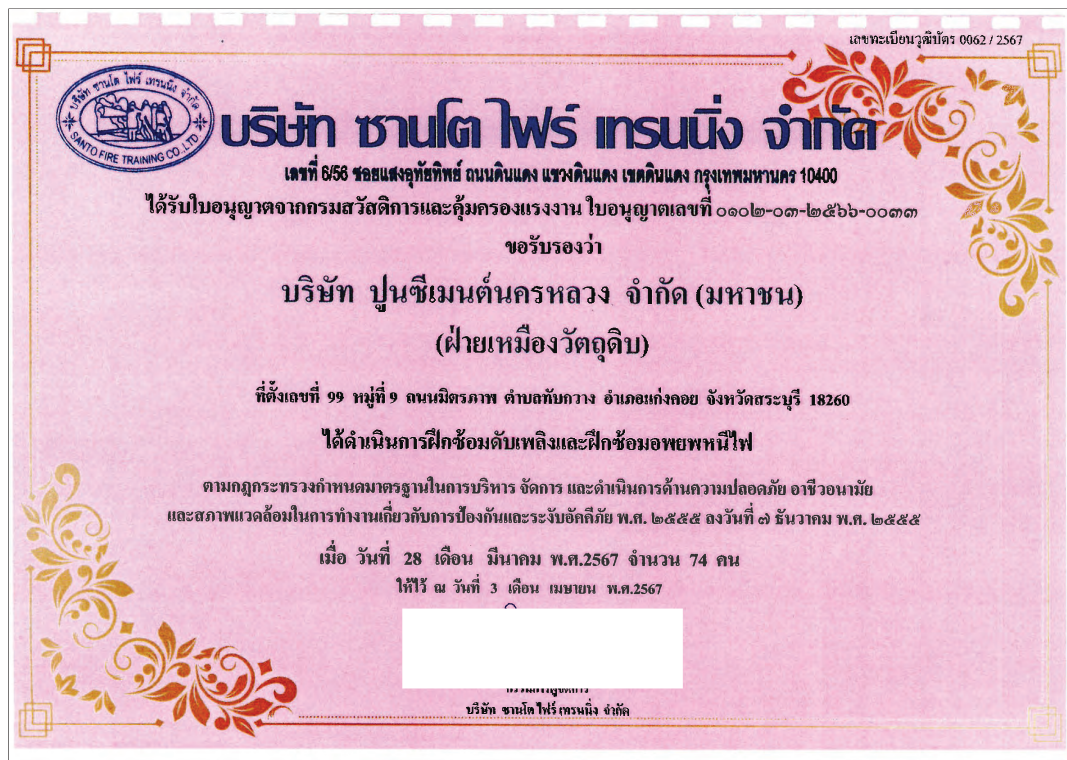 เลขทะเบียนวุฒิบัตร 0062 / 2567
บริษัท ซานโต ไฟร์ เทรนนิ่ง จำกัด
SANTO FIRE TRAINING CO.,LTD.
บริษัท ซานโต ไฟร์ เทรนนิ่ง จำกัด
เลขที่ 6/56 ซอยแสงอุทัยทิพย์ ถนนดินแดง แขวงดินแดง เขตดินแดง กรุงเทพมหานคร 10400
ได้รับใบอนุญาตจากกรมสวัสดิการและคุ้มครองแรงงาน ใบอนุญาตเลขที่ ๐๑๐๒-๐๓-๒๕๖๖-๐๐๓๓
ขอรับรองว่า
บริษัท ปูนซีเมนต์นครหลวง จำกัด (มหาชน)
(ฝ่ายเหมืองวัตถุดิบ)
ที่ตั้งเลขที่ 99 หมู่ที่ 9 ถนนมิตรภาพ ตำบลทับกวาง อำเภอแก่งคอย จังหวัดสระบุรี 18260
ได้ดำเนินการฝึกซ้อมดับเพลิงและฝึกซ้อมอพยพหนีไฟ
ตามกฎกระทรวงกำหนดมาตรฐานในการบริหาร จัดการ และดำเนินการด้านความปลอดภัย อาชีวอนามัย
และสภาพแวดล้อมในการทำงานเกี่ยวกับการป้องกันและระงับอัคคีภัย พ.ศ. ๒๕๕๕ ลงวันที่ ๗ ธันวาคม พ.ศ. ๒๕๕๕
เมื่อ วันที่ 28 เดือน มีนาคม พ.ศ.2567 จำนวน 74 คน
ให้ไว้ ณ วันที่ 3 เดือน เมษายน พ.ศ.2567
บริษัท ซานโต ไฟร์ เทรนนิ่ง จำกัด